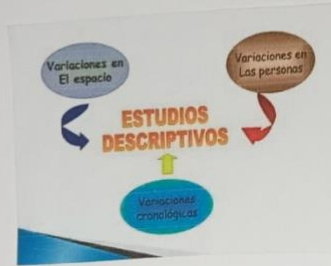 Variaciones en
El espacio
Variaciones en
Las personas
ESTUDIOS
DESCRIPTIVOS
Variaciones
cronológicas